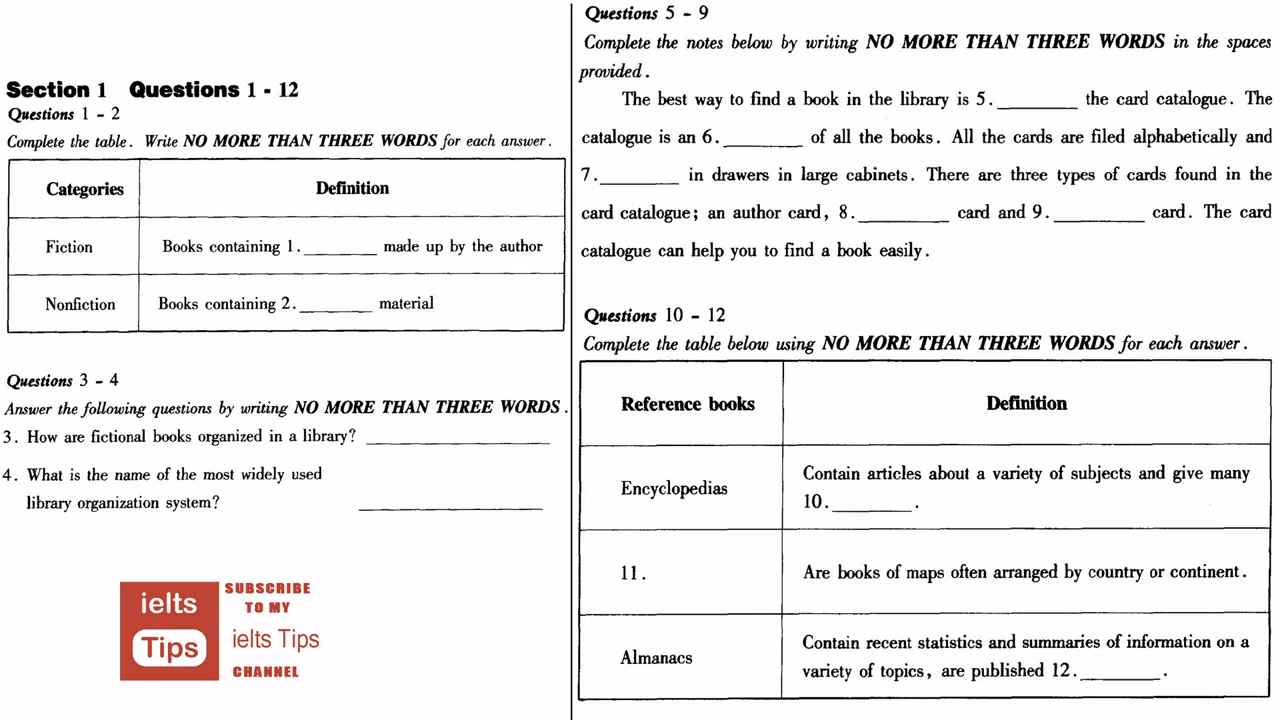 Section 1 Questions 1 - 12
Questions 1 - 2
Complete the table. Write NO MORE THAN THREE WORDS for each answer.
Categories Definition
Fiction Books containing 1. ________ made up by the author
Nonfiction Books containing 2. ________ material
Questions 3 - 4
Answer the following questions by writing NO MORE THAN THREE WORDS.
3. How are fictional books organized in a library? ________
4. What is the name of the most widely used
library organization system? ________
ielts
Tips
SUBSCRIBE
TO MY
ielts Tips
CHANNEL
Questions 5 - 9
Complete the notes below by writing NO MORE THAN THREE WORDS in the spaces
provided.
The best way to find a book in the library is 5. ________ the card catalogue. The
catalogue is an 6. ________ of all the books. All the cards are filed alphabetically and
7. ________ in drawers in large cabinets. There are three types of cards found in the
card catalogue; an author card, 8. ________ card and 9. ________ card. The card
catalogue can help you to find a book easily.
Questions 10 - 12
Complete the table below using NO MORE THAN THREE WORDS for each answer.
Reference books Definition
Encyclopedias Contain articles about a variety of subjects and give many
10. ________.
11. Are books of maps often arranged by country or continent.
Almanacs Contain recent statistics and summaries of information on a
variety of topics, are published 12. ________.